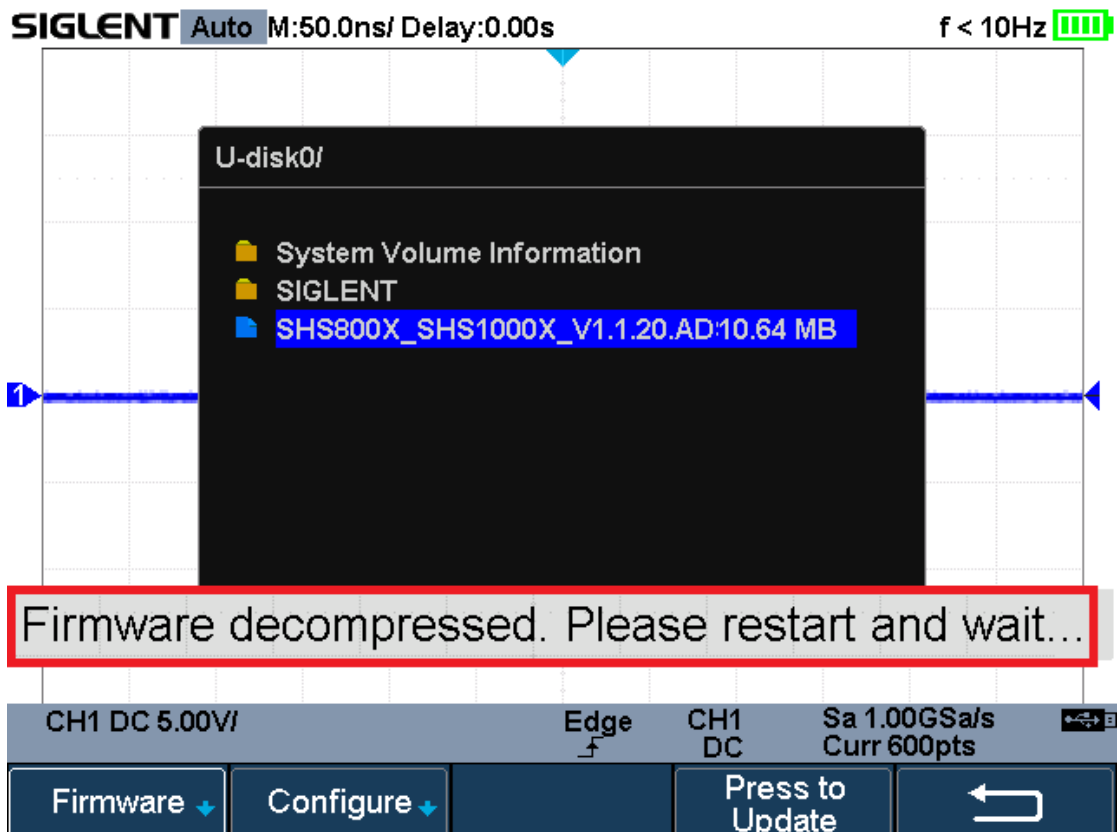 SIGLENT Auto M:50.0ns/ Delay:0.00s f < 10Hz
U-disk0/
System Volume Information
SIGLENT
SHS800X_SHS1000X_V1.1.20.AD 10.64 MB
1
Firmware decompressed. Please restart and wait...
CH1 DC 5.00V/ Edge CH1 Sa 1.00GSa/s
DC Curr 600pts
Firmware Configure Press to
Update